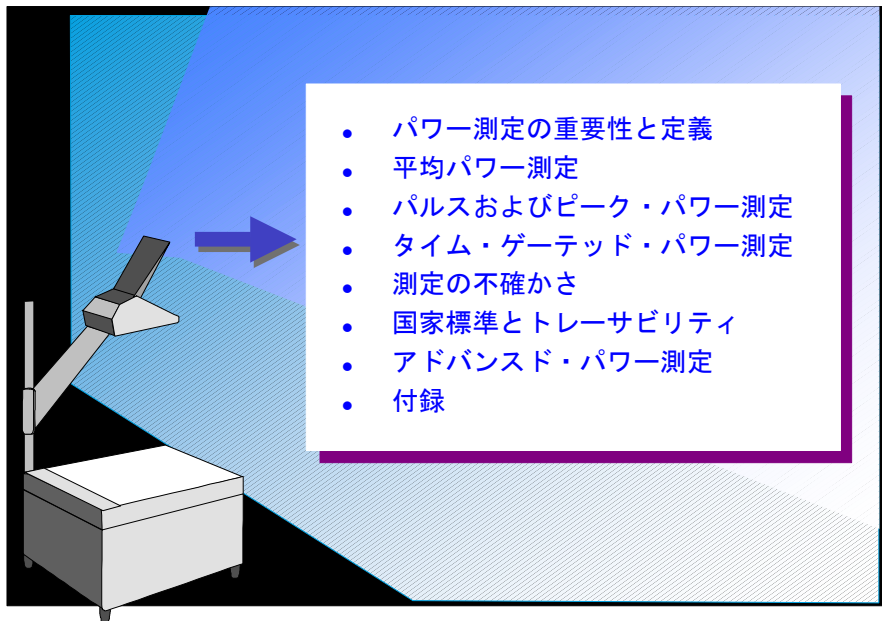 ● パワー測定の重要性と定義
● 平均パワー測定
● パルスおよびピーク・パワー測定
● タイム・ゲーテッド・パワー測定
● 測定の不確かさ
● 国家標準とトレーサビリティ
● アドバンスド・パワー測定
● 付録